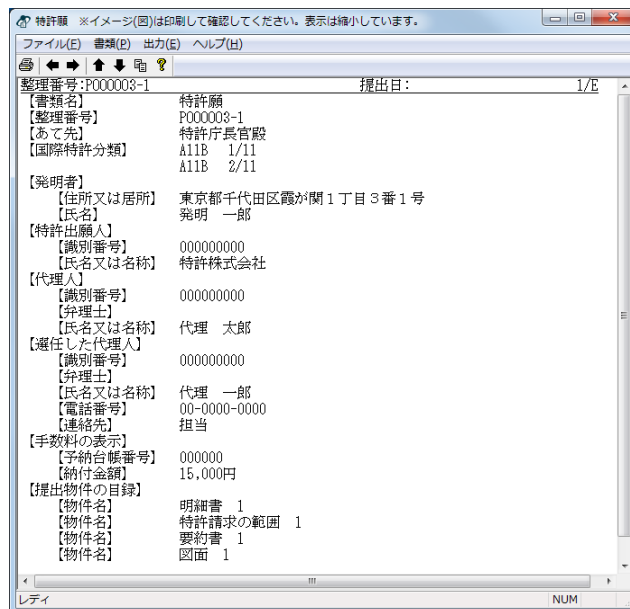 特許願 ※イメージ(図)は印刷して確認してください。表示は縮小しています。
ファイル(F) 書類(P) 出力(E) ヘルプ(H)
整理番号:P000003-1 提出日: 1/E
【書類名】 特許願
【整理番号】 P000003-1
【あて先】 特許庁長官殿
【国際特許分類】 A11B 1/11
A11B 2/11
【発明者】
【住所又は居所】 東京都千代田区霞が関1丁目3番1号
【氏名】 発明 一郎
【特許出願人】
【識別番号】 000000000
【氏名又は名称】 特許株式会社
【代理人】
【識別番号】 000000000
【弁理士】
【氏名又は名称】 代理 太郎
【選任した代理人】
【識別番号】 000000000
【弁理士】
【氏名又は名称】 代理 一郎
【電話番号】 00-0000-0000
【連絡先】 担当
【手数料の表示】
【予納台帳番号】 000000
【納付金額】 15,000円
【提出物件の目録】
【物件名】 明細書 1
【物件名】 特許請求の範囲 1
【物件名】 要約書 1
【物件名】 図面 1
レディ NUM